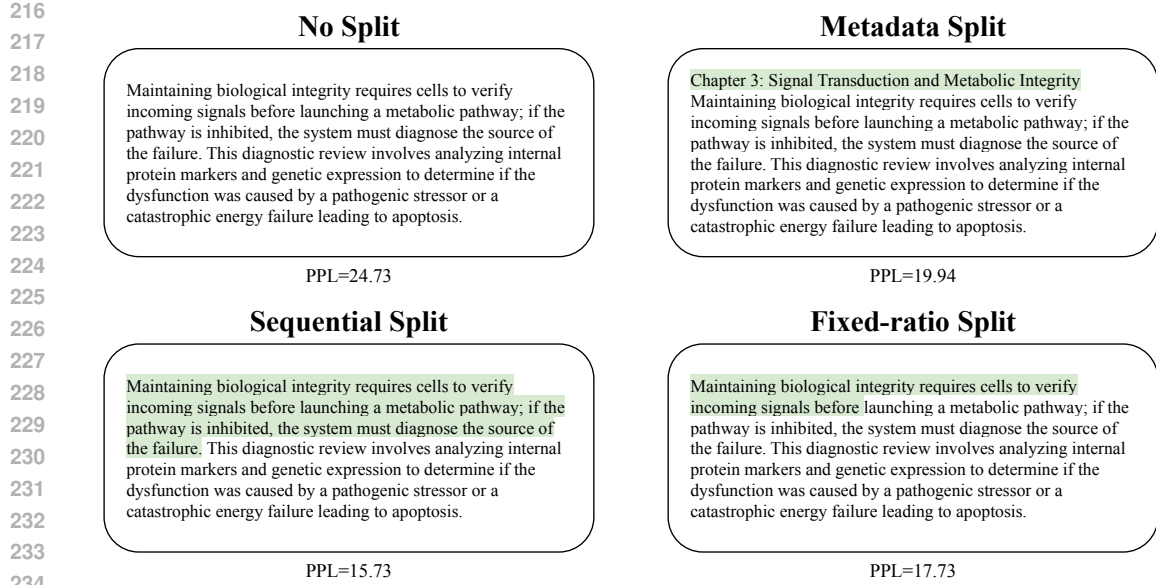 216
217
218
219
220
221
222
223
224
225
226
227
228
229
230
231
232
233
234
No Split
Maintaining biological integrity requires cells to verify
incoming signals before launching a metabolic pathway; if the
pathway is inhibited, the system must diagnose the source of
the failure. This diagnostic review involves analyzing internal
protein markers and genetic expression to determine if the
dysfunction was caused by a pathogenic stressor or a
catastrophic energy failure leading to apoptosis.
PPL=24.73
Metadata Split
Chapter 3: Signal Transduction and Metabolic Integrity
Maintaining biological integrity requires cells to verify
incoming signals before launching a metabolic pathway; if the
pathway is inhibited, the system must diagnose the source of
the failure. This diagnostic review involves analyzing internal
protein markers and genetic expression to determine if the
dysfunction was caused by a pathogenic stressor or a
catastrophic energy failure leading to apoptosis.
PPL=19.94
Sequential Split
Maintaining biological integrity requires cells to verify
incoming signals before launching a metabolic pathway; if the
pathway is inhibited, the system must diagnose the source of
the failure. This diagnostic review involves analyzing internal
protein markers and genetic expression to determine if the
dysfunction was caused by a pathogenic stressor or a
catastrophic energy failure leading to apoptosis.
PPL=15.73
Fixed-ratio Split
Maintaining biological integrity requires cells to verify
incoming signals before launching a metabolic pathway; if the
pathway is inhibited, the system must diagnose the source of
the failure. This diagnostic review involves analyzing internal
protein markers and genetic expression to determine if the
dysfunction was caused by a pathogenic stressor or a
catastrophic energy failure leading to apoptosis.
PPL=17.73